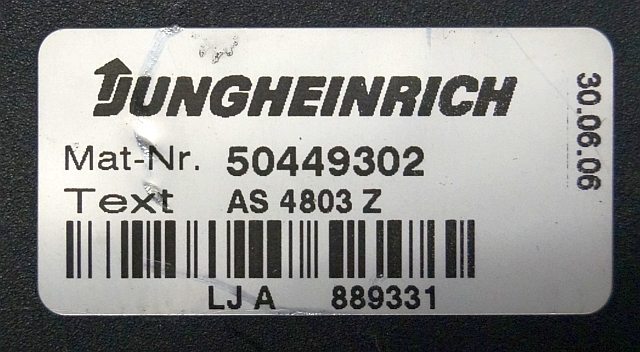 JUNGHEINRICH
Mat-Nr. 50449302
Text AS 4803 Z
LJ A 889331
30.06.06